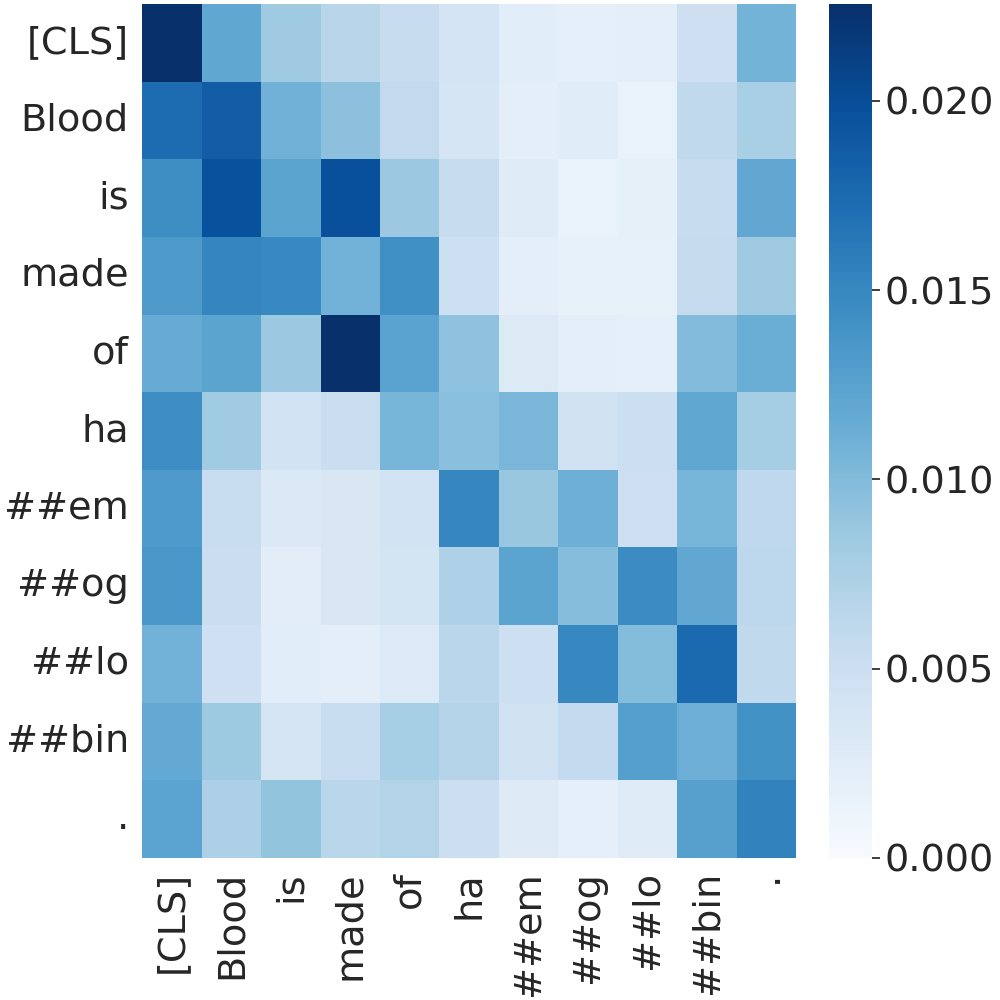 [CLS]
Blood
is
made
of
ha
##em
##og
##lo
##bin
.
0.020
0.015
0.010
0.005
0.000
[CLS]
Blood
is
made
of
ha
##em
##og
##lo
##bin
.